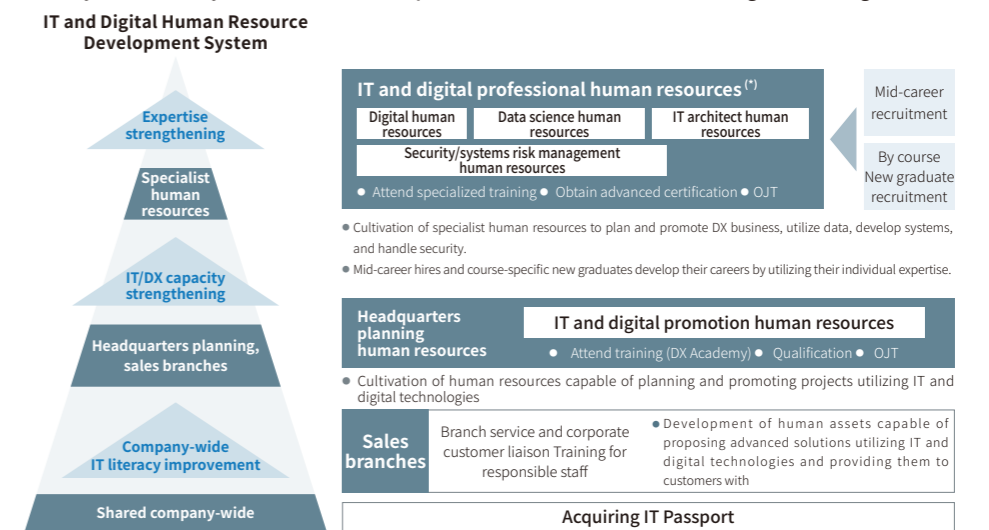 IT and Digital Human Resource
Development System
Expertise
strengthening
Specialist
human
resources
IT/DX capacity
strengthening
Headquarters planning,
sales branches
Company-wide
IT literacy improvement
Shared company-wide
IT and digital professional human resources (*)
Digital human
resources
Data science human
resources
IT architect human
resources
Security/systems risk management
human resources
● Attend specialized training ● Obtain advanced certification ● OJT
Mid-career
recruitment
By course
New graduate
recruitment
● Cultivation of specialist human resources to plan and promote DX business, utilize data, develop systems,
and handle security.
● Mid-career hires and course-specific new graduates develop their careers by utilizing their individual expertise.
Headquarters
planning
human resources
IT and digital promotion human resources
● Attend training (DX Academy) ● Qualification ● OJT
● Cultivation of human resources capable of planning and promoting projects utilizing IT and
digital technologies
Sales
branches
Branch service and corporate
customer liaison Training for
responsible staff
● Development of human assets capable of
proposing advanced solutions utilizing IT and
digital technologies and providing them to
customers with
Acquiring IT Passport